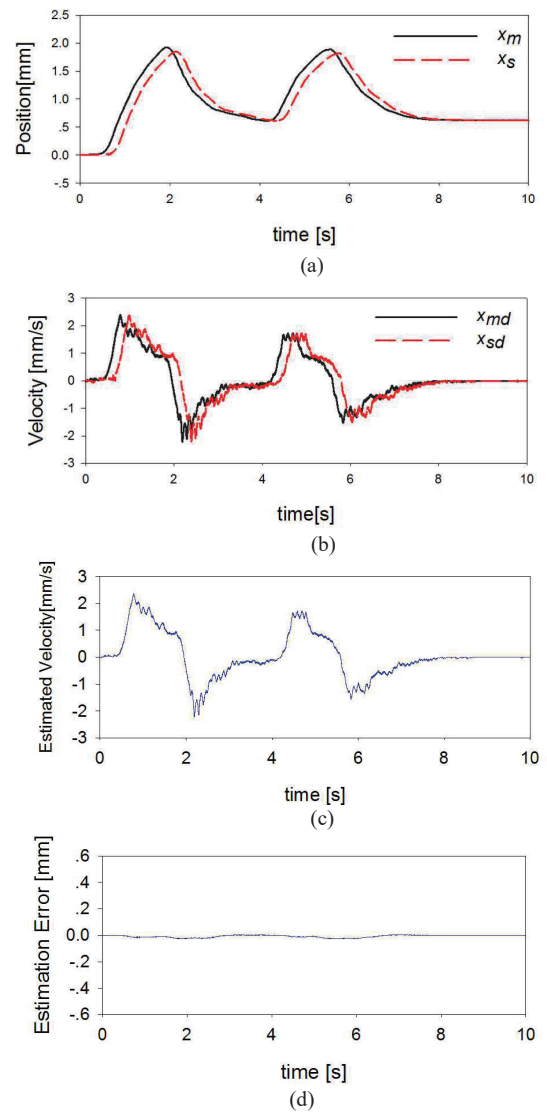 2.5
2.0
1.5
1.0
.5
0.0
-.5
Position[mm]
x_m
x_s
0 2 4 6 8 10
time [s]
(a)
3
2
1
0
-1
-2
-3
Velocity [mm/s]
x_md
x_sd
0 2 4 6 8 10
time[s]
(b)
3
2
1
0
-1
-2
-3
Estimated Velocity[mm/s]
0 2 4 6 8 10
time [s]
(c)
.6
.4
.2
0.0
-.2
-.4
-.6
Estimation Error [mm]
0 2 4 6 8 10
time [s]
(d)